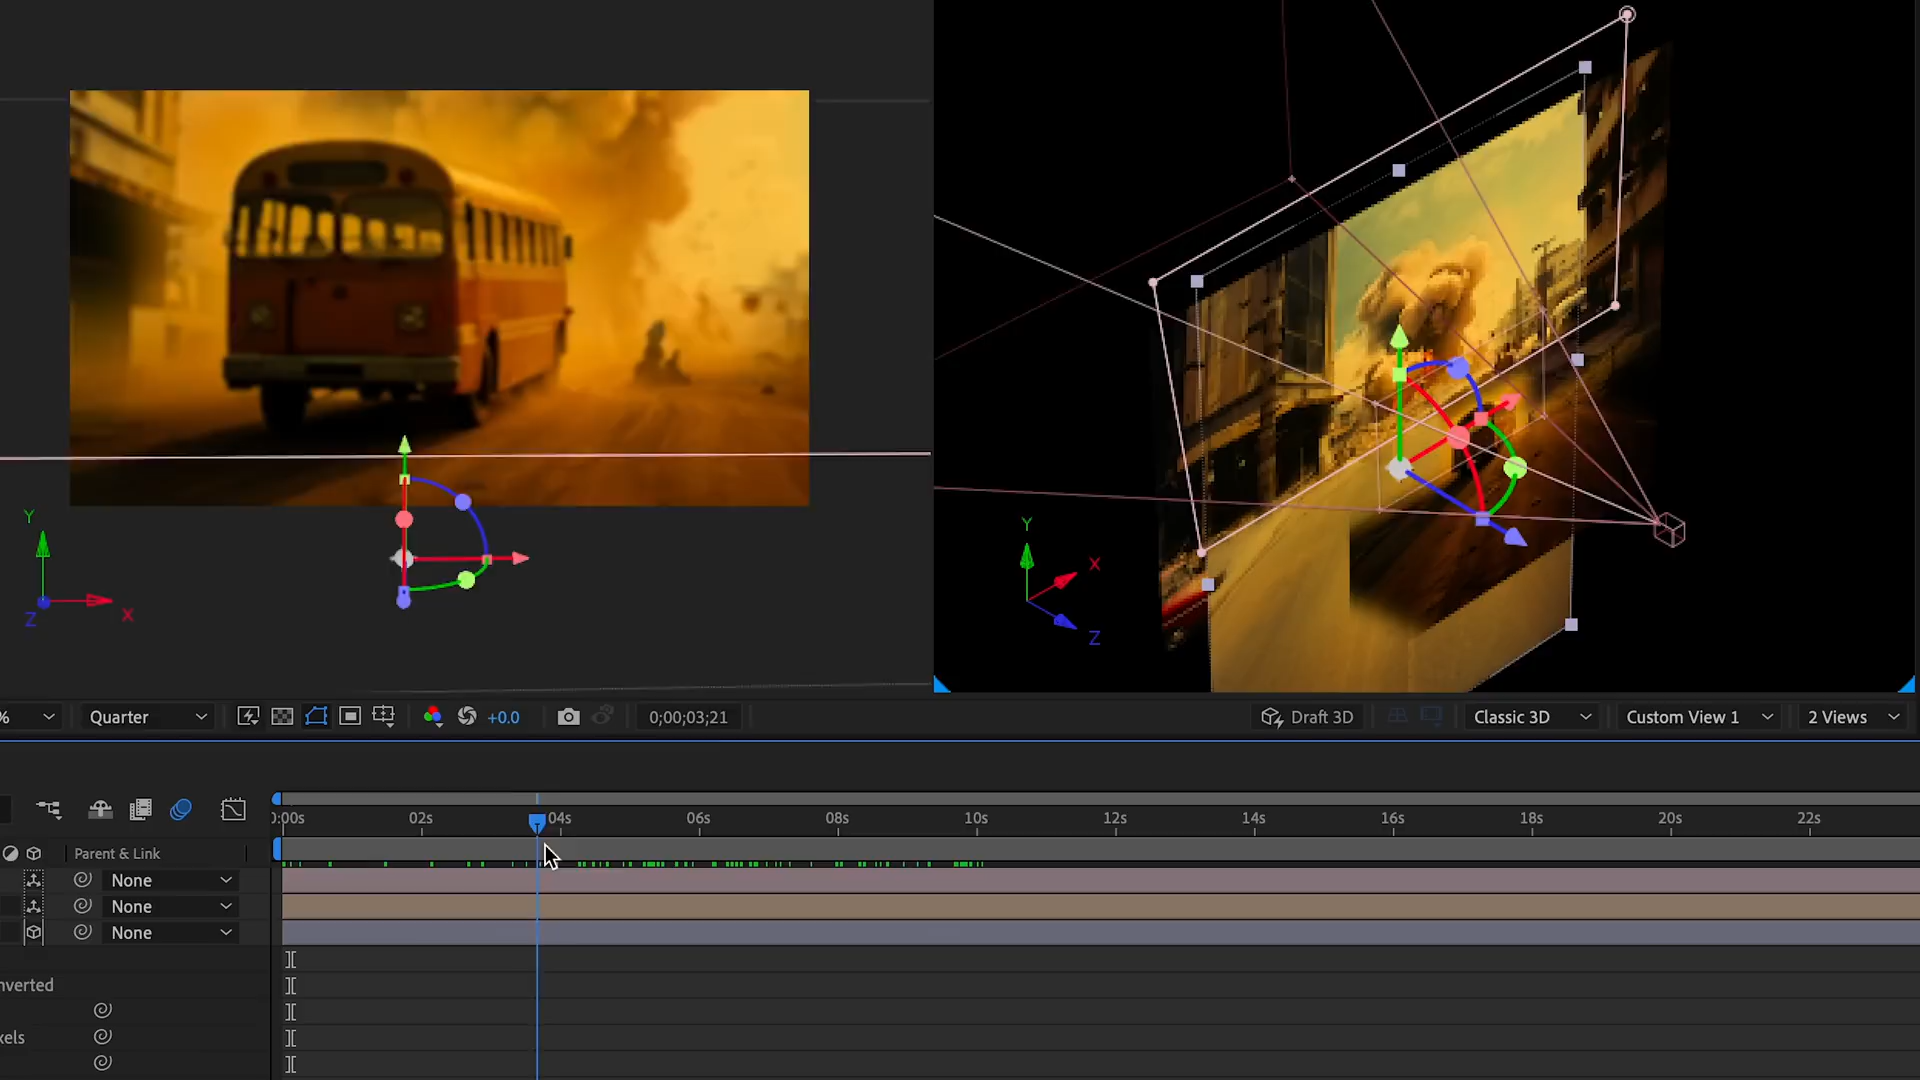 Y
Z
X
Y
X
Z
%
Quarter
+0.0
0;00;03;21
Draft 3D
Classic 3D
Custom View 1
2 Views
0:00s
02s
04s
06s
08s
10s
12s
14s
16s
18s
20s
22s
Parent & Link
None
None
None
nverted
xels